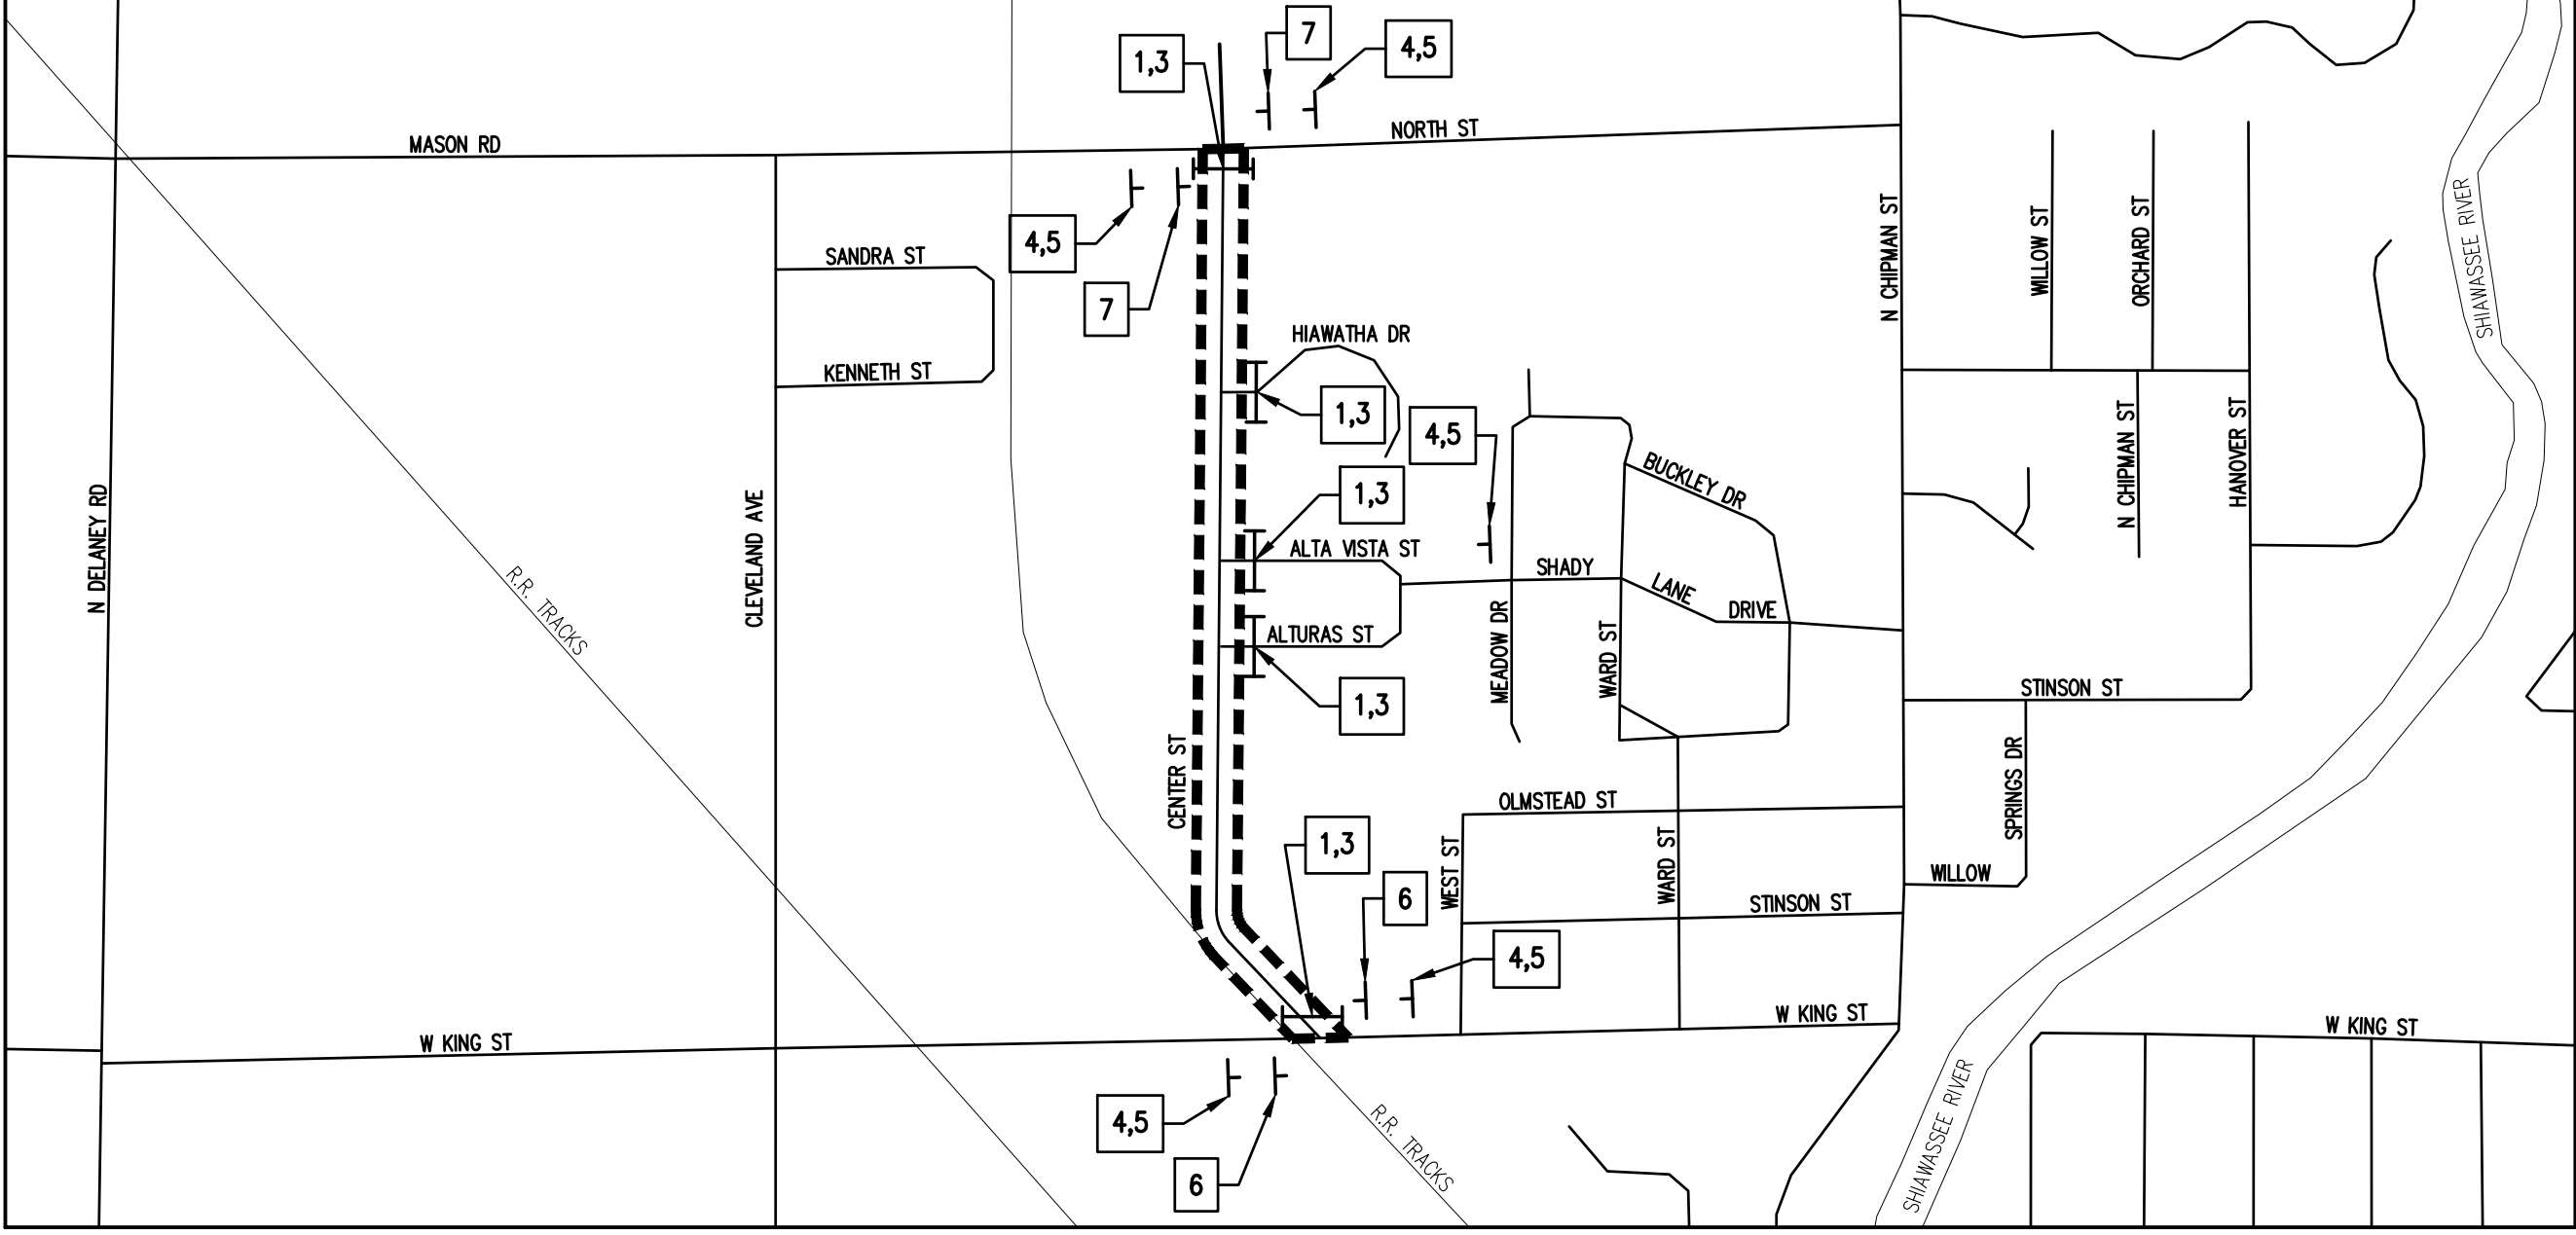 7
1,3
4,5
NORTH ST
MASON RD
SHIAWASSEE RIVER
N CHIPMAN ST
WILLOW ST
ORCHARD ST
4,5
SANDRA ST
7
HIAWATHA DR
KENNETH ST
1,3
4,5
BUCKLEY DR
N CHIPMAN ST
HANOVER ST
1,3
N DELANEY RD
CLEVELAND AVE
R.R. TRACKS
ALTA VISTA ST
SHADY
LANE
DRIVE
ALTURAS ST
MEADOW DR
WARD ST
1,3
STINSON ST
CENTER ST
SPRINGS DR
OLMSTEAD ST
1,3
WEST ST
WARD ST
WILLOW
6
STINSON ST
4,5
W KING ST
W KING ST
W KING ST
SHIAWASSEE RIVER
4,5
R.R. TRACKS
6